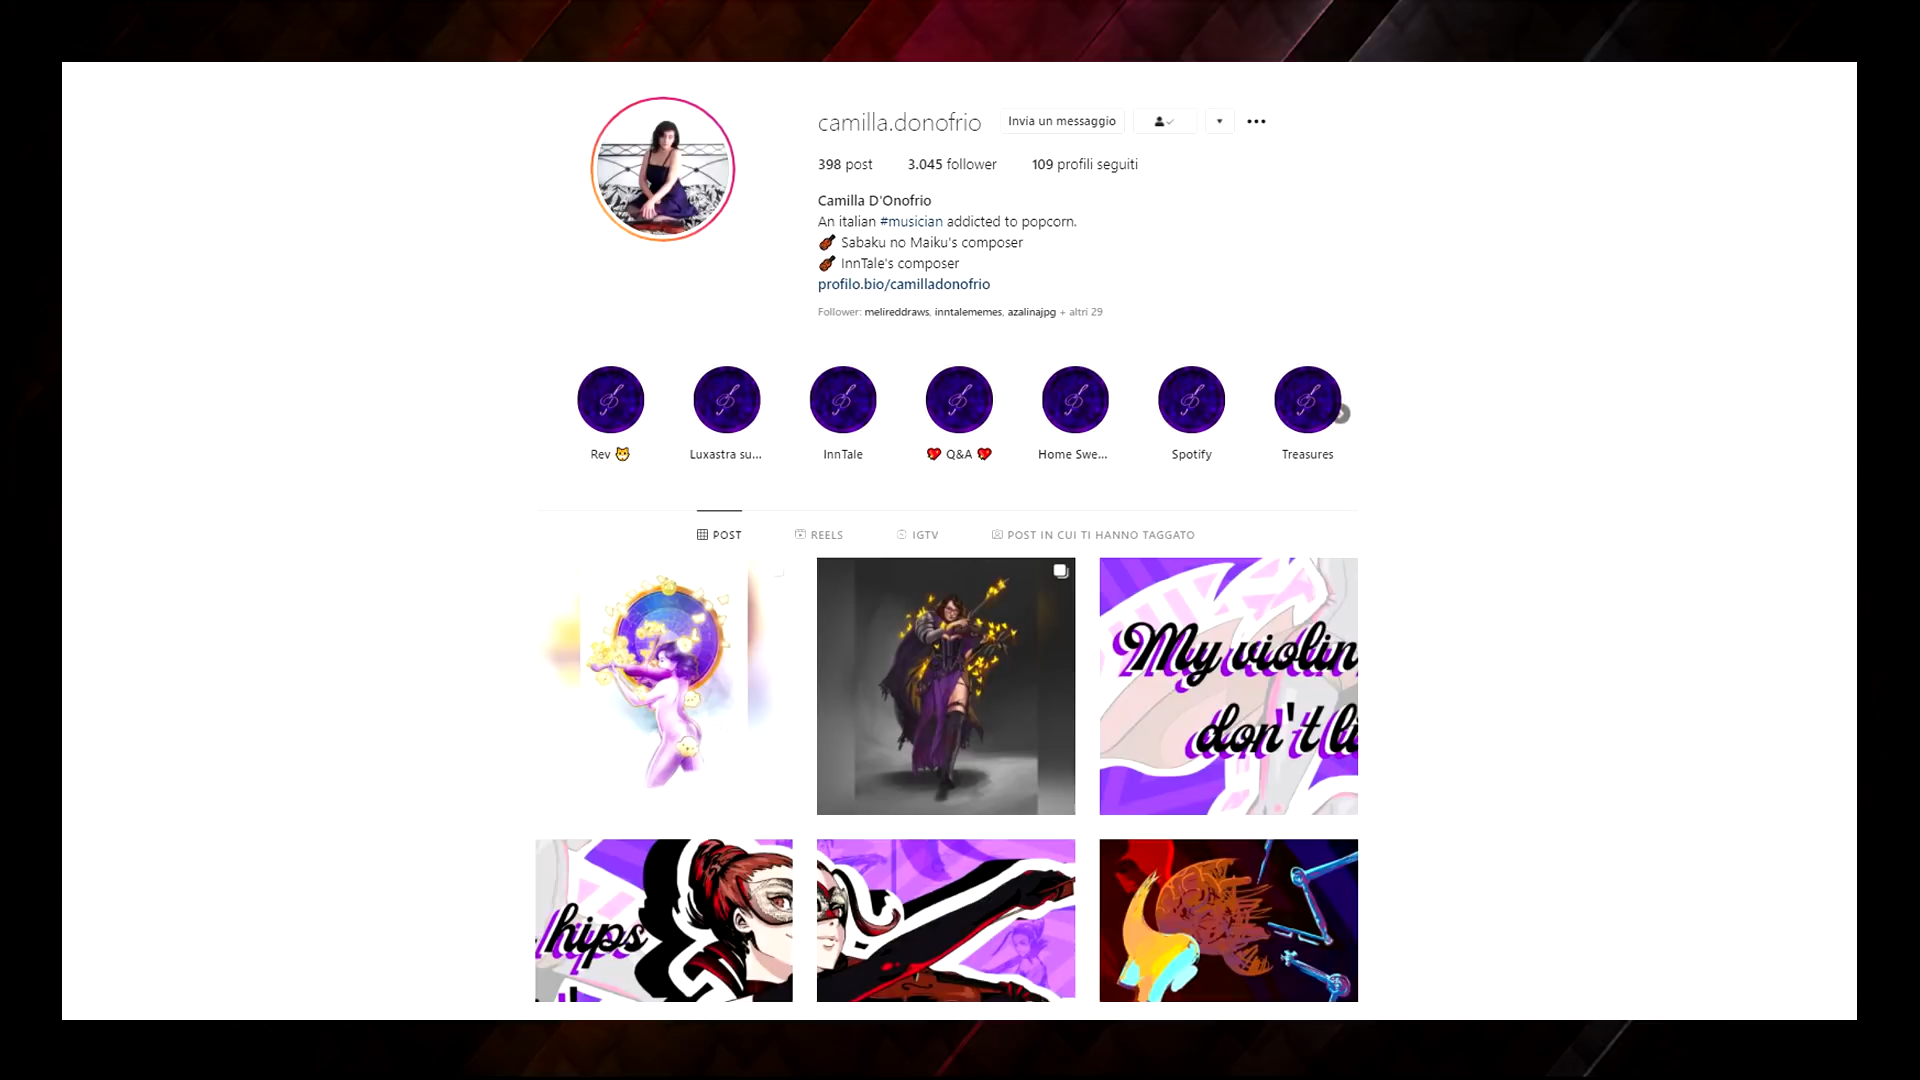 camilla.donofrio Invia un messaggio
398 post 3.045 follower 109 profili seguiti
Camilla D'Onofrio
An italian #musician addicted to popcorn.
🎻 Sabaku no Maiku's composer
🎻 InnTale's composer
profilo.bio/camilladonofrio
Follower: melireddraws, inntalememes, azalinajpg + altri 29
Rev 🐱 Luxastra su... InnTale ❤️ Q&A ❤️ Home Swe... Spotify Treasures
POST REELS IGTV POST IN CUI TI HANNO TAGGATO
My violin
don't li
hips